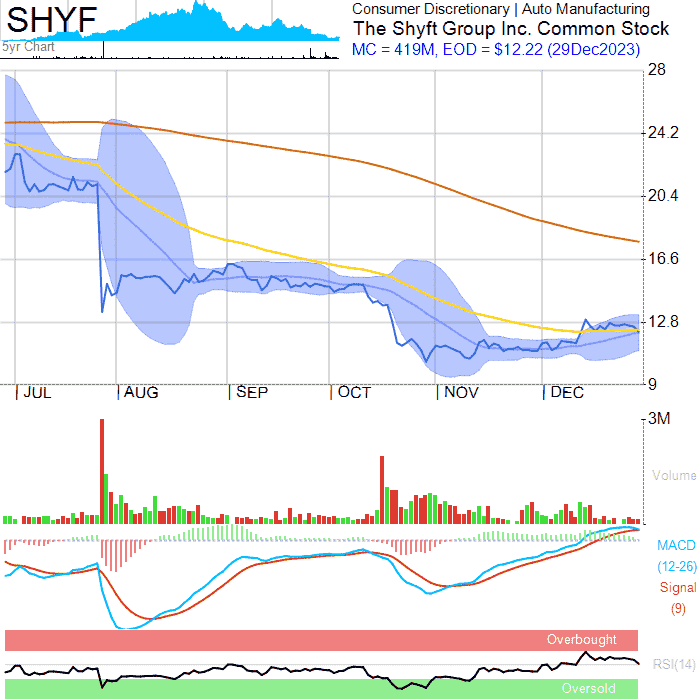 SHYF
Consumer Discretionary | Auto Manufacturing
The Shyft Group Inc. Common Stock
5yr Chart
MC = 419M, EOD = $12.22 (29Dec2023)
28
24.2
20.4
16.6
12.8
9
JUL AUG SEP OCT NOV DEC
3M
Volume
MACD
(12-26)
Signal
(9)
Overbought
RSI(14)
Oversold